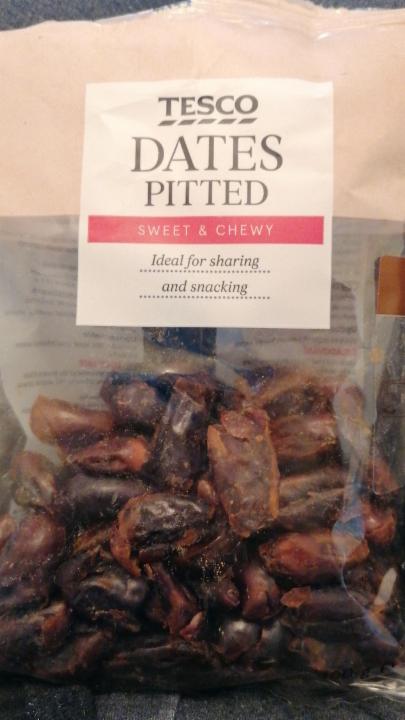 TESCO
DATES
PITTED
SWEET & CHEWY
Ideal for sharing
and snacking